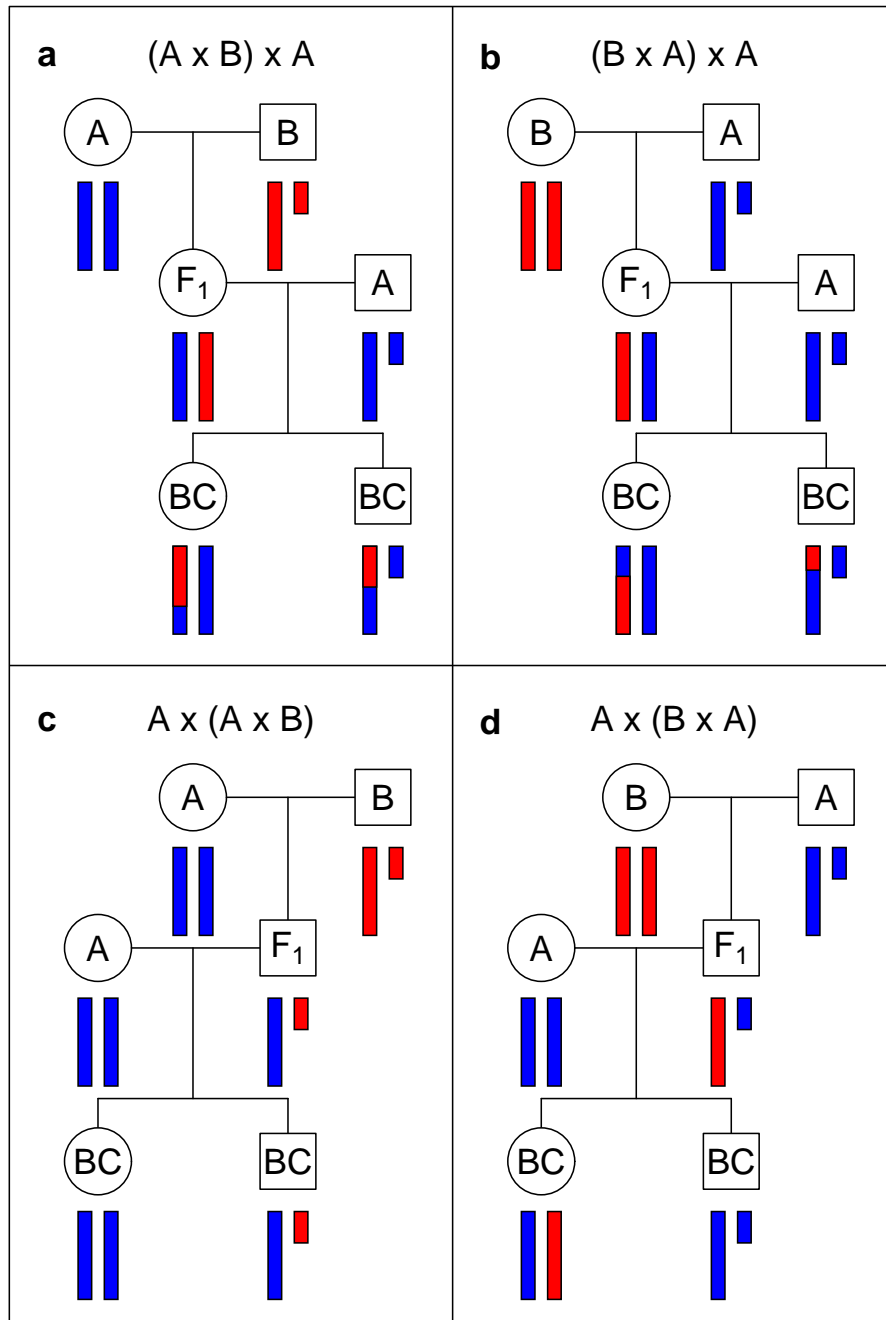 a (A x B) x A
A B
F₁ A
BC BC
b (B x A) x A
B A
F₁ A
BC BC
c A x (A x B)
A B
A F₁
BC BC
d A x (B x A)
B A
A F₁
BC BC